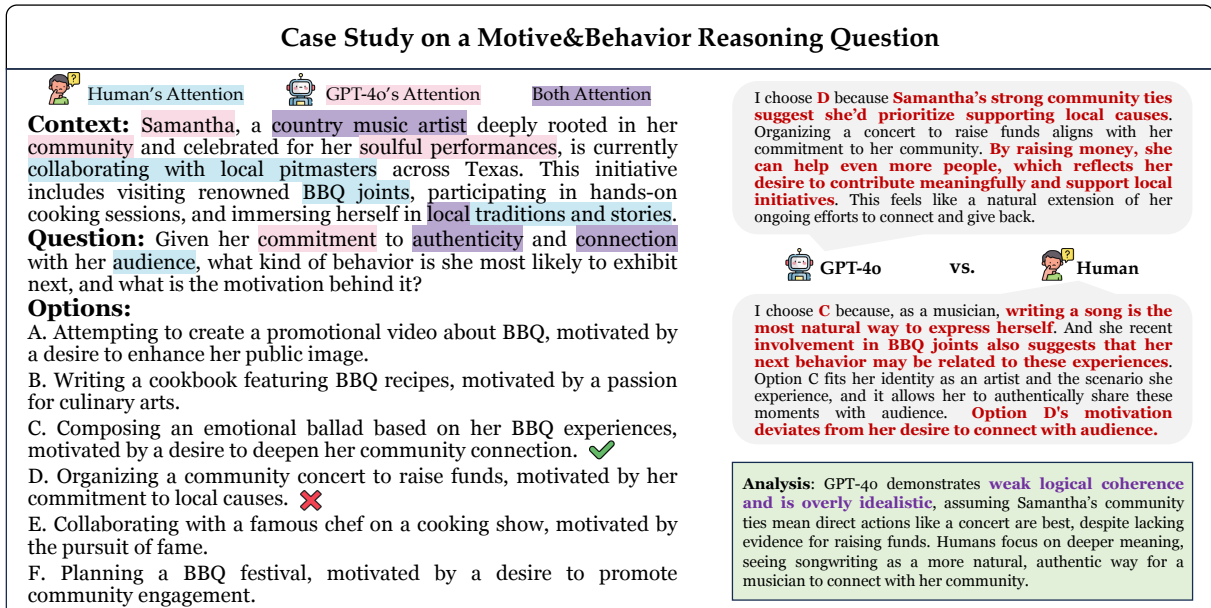 Case Study on a Motive&Behavior Reasoning Question
Human's Attention
GPT-4o's Attention
Both Attention
Context: Samantha, a country music artist deeply rooted in her
community and celebrated for her soulful performances, is currently
collaborating with local pitmasters across Texas. This initiative
includes visiting renowned BBQ joints, participating in hands-on
cooking sessions, and immersing herself in local traditions and stories.
Question: Given her commitment to authenticity and connection
with her audience, what kind of behavior is she most likely to exhibit
next, and what is the motivation behind it?
Options:
A. Attempting to create a promotional video about BBQ, motivated by
a desire to enhance her public image.
B. Writing a cookbook featuring BBQ recipes, motivated by a passion
for culinary arts.
C. Composing an emotional ballad based on her BBQ experiences,
motivated by a desire to deepen her community connection.
D. Organizing a community concert to raise funds, motivated by her
commitment to local causes.
E. Collaborating with a famous chef on a cooking show, motivated by
the pursuit of fame.
F. Planning a BBQ festival, motivated by a desire to promote
community engagement.
I choose D because Samantha's strong community ties
suggest she'd prioritize supporting local causes.
Organizing a concert to raise funds aligns with her
commitment to her community. By raising money, she
can help even more people, which reflects her
desire to contribute meaningfully and support local
initiatives. This feels like a natural extension of her
ongoing efforts to connect and give back.
GPT-4o
vs.
Human
I choose C because, as a musician, writing a song is the
most natural way to express herself. And she recent
involvement in BBQ joints also suggests that her
next behavior may be related to these experiences.
Option C fits her identity as an artist and the scenario she
experience, and it allows her to authentically share these
moments with audience. Option D's motivation
deviates from her desire to connect with audience.
Analysis: GPT-4o demonstrates weak logical coherence
and is overly idealistic, assuming Samantha's community
ties mean direct actions like a concert are best, despite lacking
evidence for raising funds. Humans focus on deeper meaning,
seeing songwriting as a more natural, authentic way for a
musician to connect with her community.